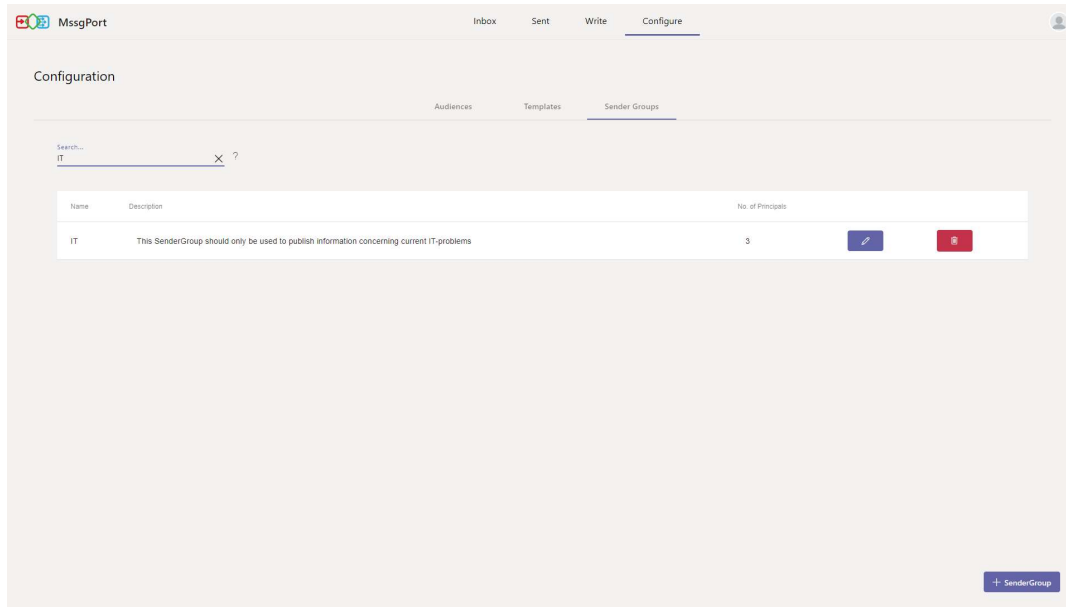 MssgPort Inbox Sent Write Configure
Configuration
Audiences Templates Sender Groups
Search...
IT
?
Name Description No. of Principals
IT This SenderGroup should only be used to publish information concerning current IT-problems 3
+ SenderGroup